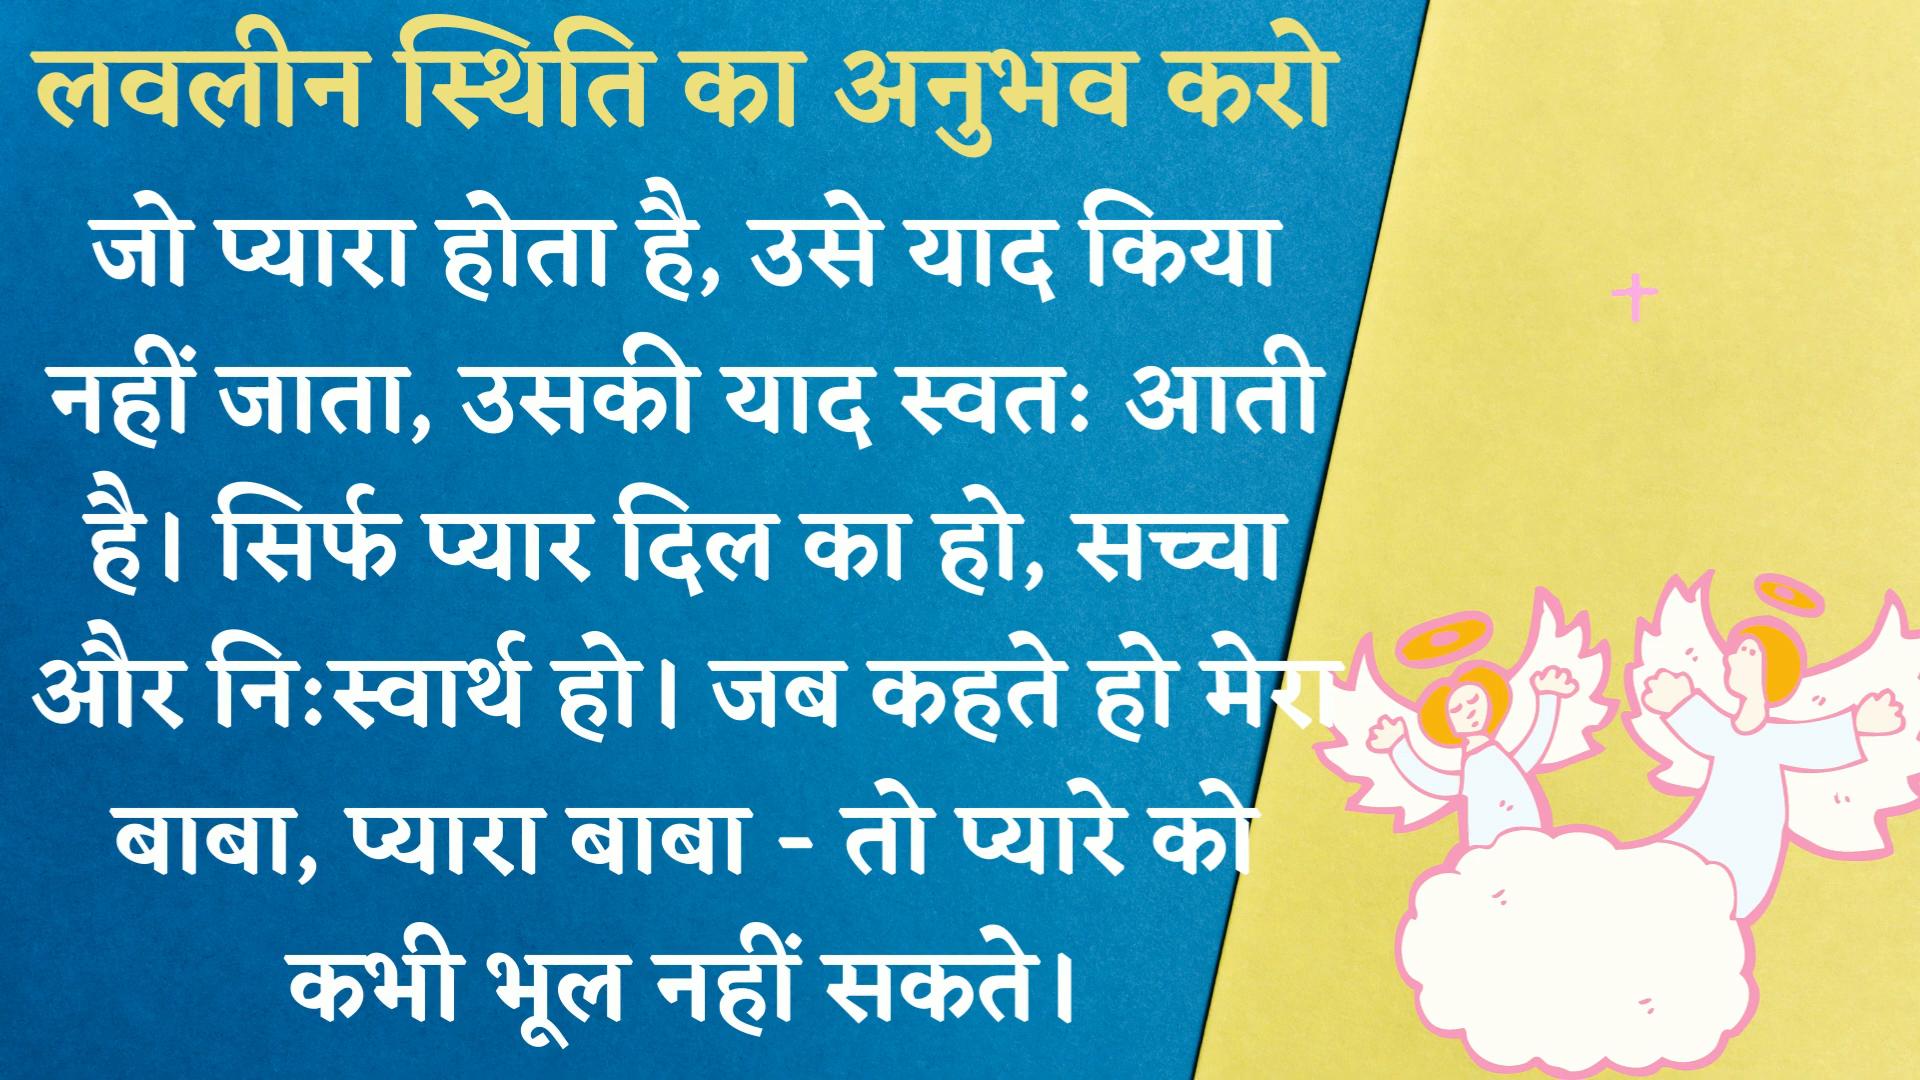 लवलीन स्थिति का अनुभव करो
जो प्यारा होता है, उसे याद किया
नहीं जाता, उसकी याद स्वतः आती
है। सिर्फ प्यार दिल का हो, सच्चा
और नि:स्वार्थ हो। जब कहते हो मेरा
बाबा, प्यारा बाबा - तो प्यारे को
कभी भूल नहीं सकते।